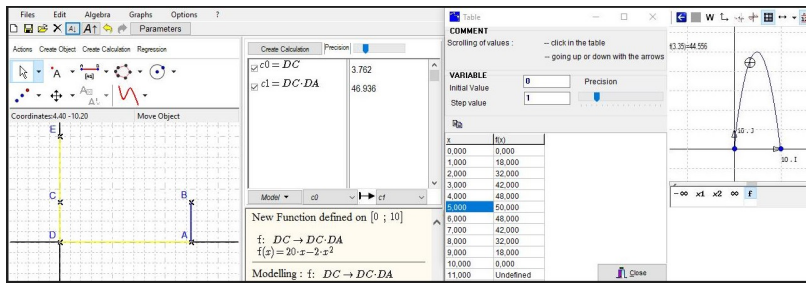 Files Edit Algebra Graphs Options ?
Parameters
Actions Create Object Create Calculation Regression
Coordinates:4.40 -10.20 Move Object
E
C
B
D
A
Create Calculation Precision
c0 = DC 3.762
c1 = DC·DA 46.936
Model c0 c1
New Function defined on [0 ; 10]
f: DC → DC·DA
f(x)=20·x−2·x²
Modelling : f: DC → DC·DA
Table
COMMENT
Scrolling of values : -- click in the table
-- going up or down with the arrows
VARIABLE
Initial Value 0 Precision
Step value 1
x f(x)
0,000 0,000
1,000 18,000
2,000 32,000
3,000 42,000
4,000 48,000
5,000 50,000
6,000 48,000
7,000 42,000
8,000 32,000
9,000 18,000
10,000 0,000
11,000 Undefined
Close
W
f(3.35)=44.556
10 . J
10 . I
−∞ x1 x2 ∞ f